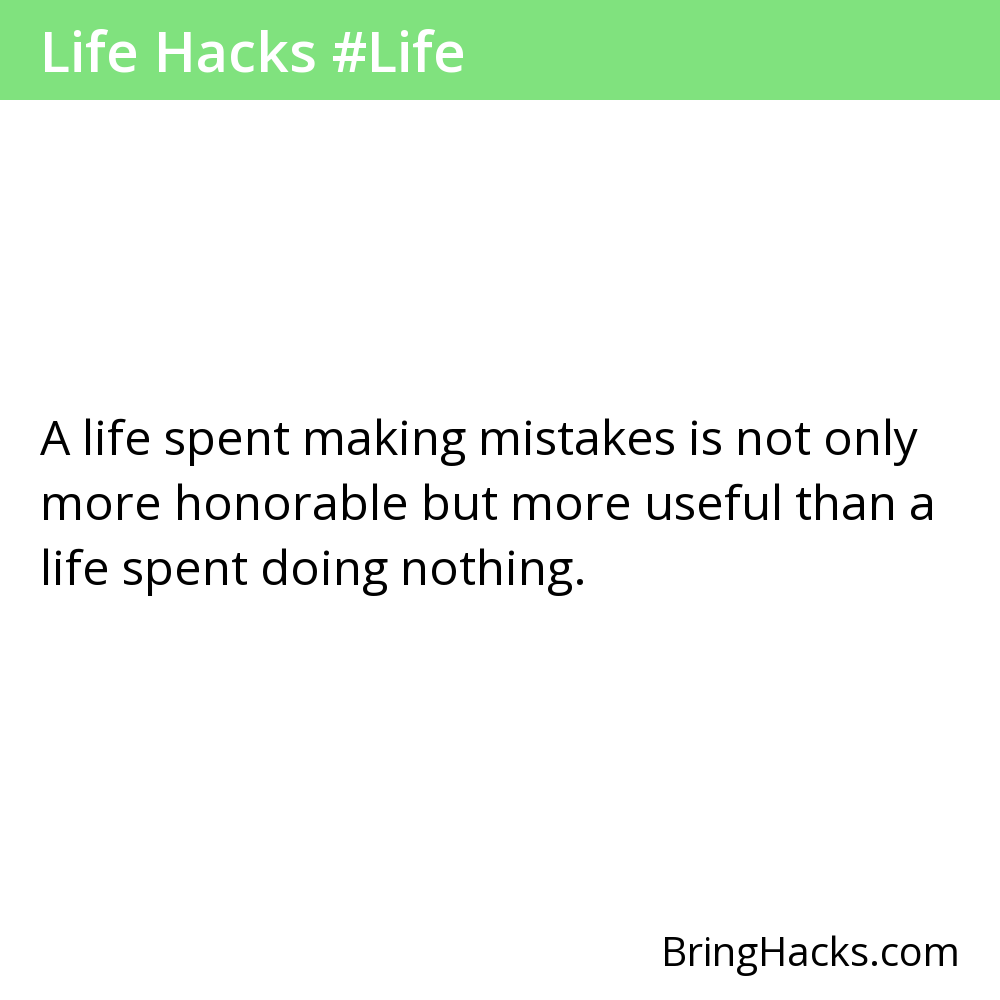 Life Hacks #Life
A life spent making mistakes is not only
more honorable but more useful than a
life spent doing nothing.
BringHacks.com